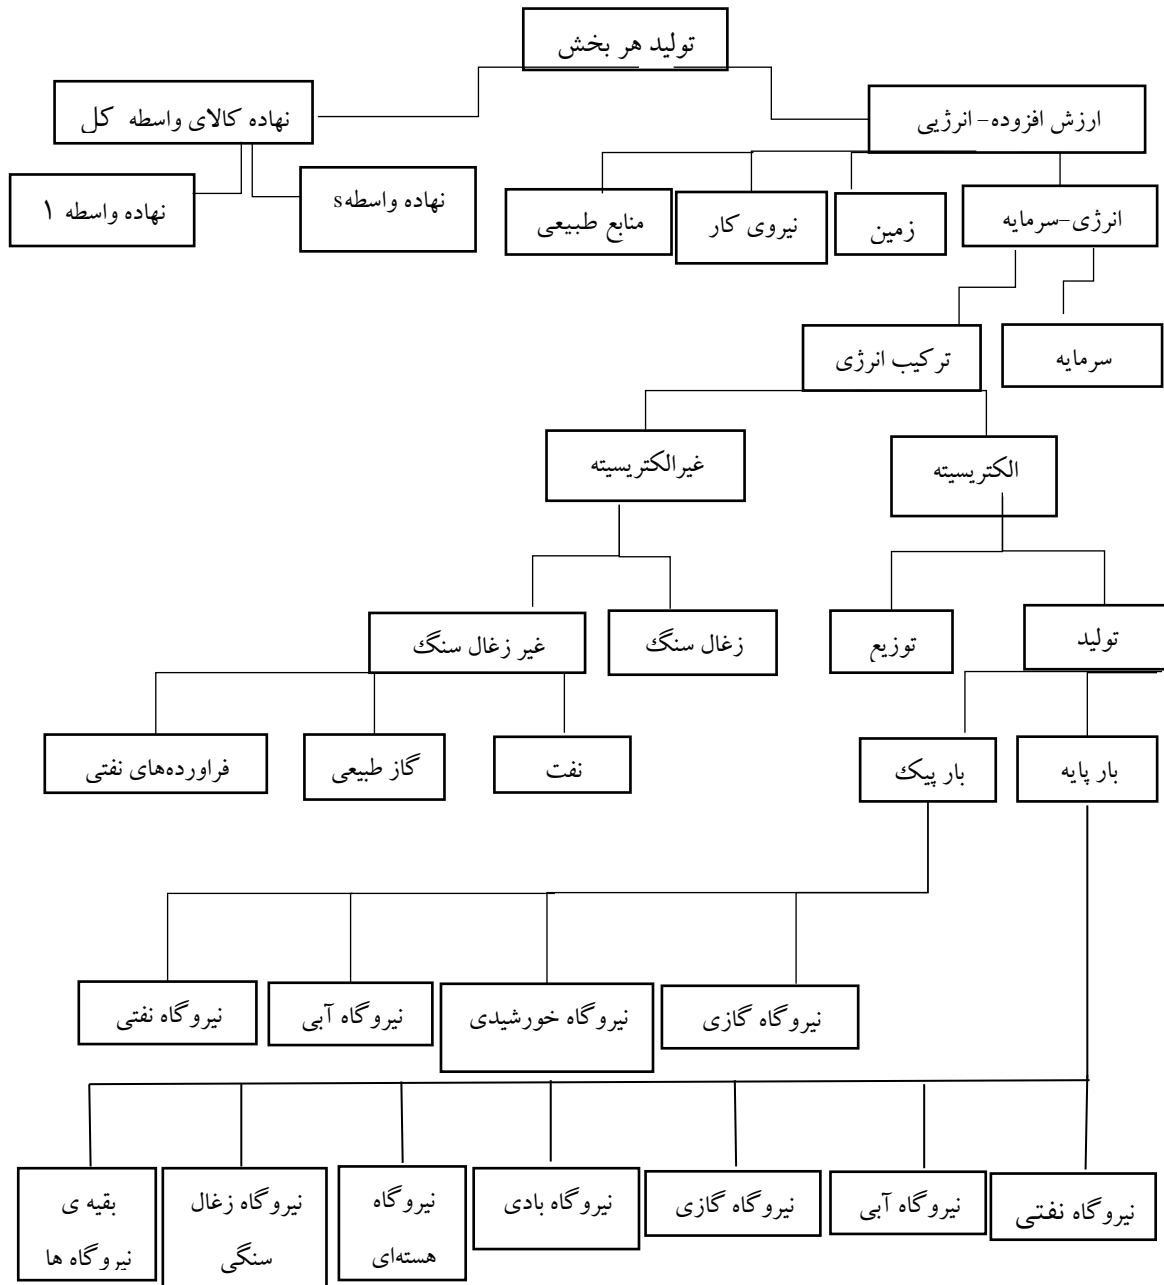 تولید هر بخش
ارزش افزوده- انرژیی
نهاده کالای واسطه کل
انرژی-سرمایه
زمین
نیروی کار
منابع طبیعی
نهاده واسطهs
نهاده واسطه ۱
سرمایه
ترکیب انرژی
الکتریسیته
غیرالکتریسیته
تولید
توزیع
زغال سنگ
غیر زغال سنگ
بار پایه
بار پیک
نفت
گاز طبیعی
فراورده‌های نفتی
نیروگاه گازی
نیروگاه خورشیدی
نیروگاه آبی
نیروگاه نفتی
نیروگاه نفتی
نیروگاه آبی
نیروگاه گازی
نیروگاه بادی
نیروگاه
هسته‌ای
نیروگاه زغال
سنگی
بقیه ی
نیروگاه ها